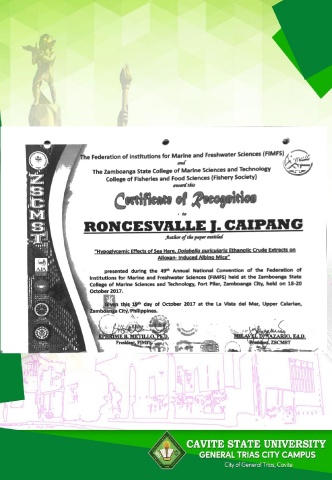 The Federation of Institutions for Marine and Freshwater Sciences (FIMFS)
and
The Zamboanga State College of Marine Sciences and Technology
College of Fisheries and Food Sciences (Fishery Society)
award this
Certificate of Recognition
to
RONCESVALLE J. CAIPANG
Author of the paper entitled
"Hypoglycemic Effects of Sea Hare, Dolabella auricularia Ethanolic Crude Extracts on
Alloxan- Induced Albino Mice"
presented during the 49th Annual National Convention of the Federation of
Institutions for Marine and Freshwater Sciences (FIMFS) held at the Zamboanga State
College of Marine Sciences and Technology, Fort Pilar, Zamboanga City, held on 18-20
October 2017.
Given this 19th day of October 2017 at the La Vista del Mar, Upper Calarian,
Zamboanga City, Philippines.
President, ZSCMST
ZSCMST
CAVITE STATE UNIVERSITY
GENERAL TRIAS CITY CAMPUS
City of General Trias, Cavite